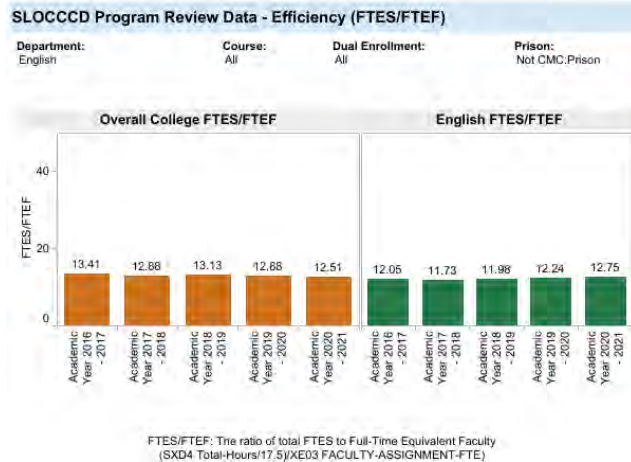 SLOCCCD Program Review Data - Efficiency (FTES/FTEF)
Department: Course: Dual Enrollment: Prison:
English All All Not CMC:Prison
Overall College FTES/FTEF English FTES/FTEF
FTES/FTEF
40
20
0
13.41 12.88 13.13 12.68 12.51 12.05 11.73 11.98 12.24 12.75
Academic Year 2016 - 2017
Academic Year 2017 - 2018
Academic Year 2018 - 2019
Academic Year 2019 - 2020
Academic Year 2020 - 2021
Academic Year 2016 - 2017
Academic Year 2017 - 2018
Academic Year 2018 - 2019
Academic Year 2019 - 2020
Academic Year 2020 - 2021
FTES/FTEF: The ratio of total FTES to Full-Time Equivalent Faculty
(SXD4 Total-Hours/17.5)/XE03 FACULTY-ASSIGNMENT-FTE)